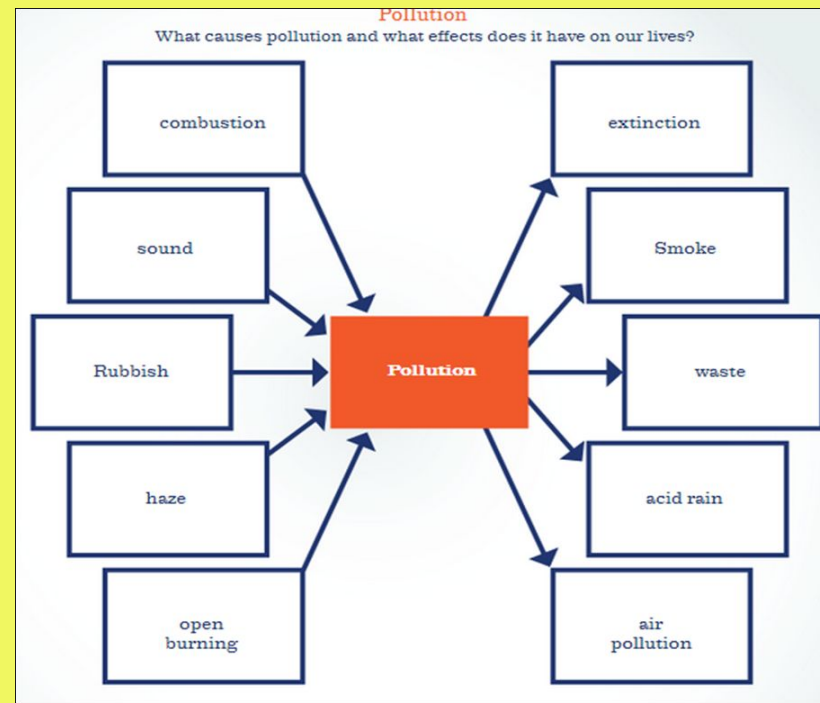 Pollution
What causes pollution and what effects does it have on our lives?
combustion
extinction
sound
Smoke
Rubbish
Pollution
waste
haze
acid rain
open
burning
air
pollution